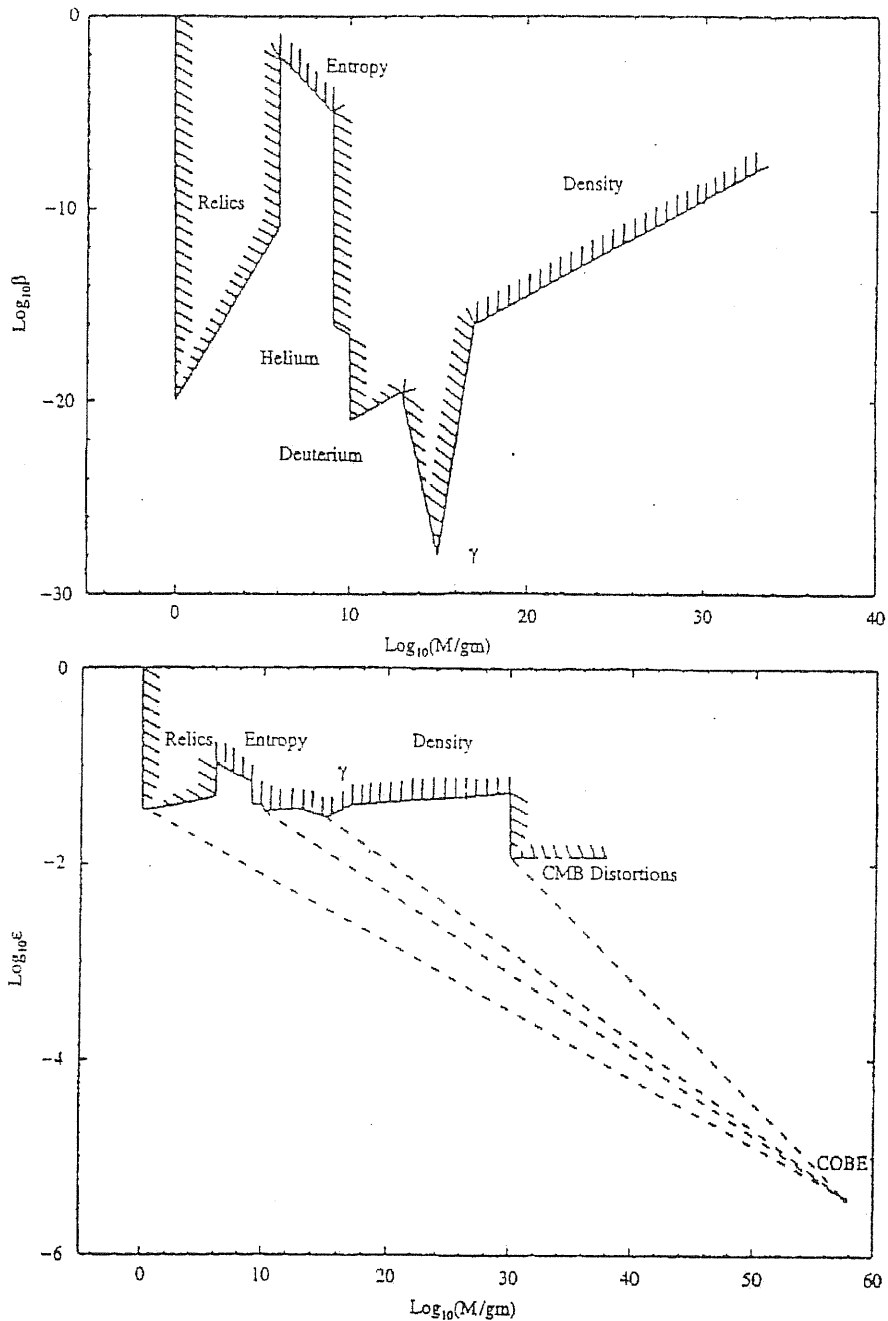 0
Entropy
Density
Relics
−10
Log₁₀β
Helium
−20
Deuterium
γ
−30
0
10
20
30
40
Log₁₀(M/gm)
0
Relics
Entropy
Density
γ
−2
CMB Distortions
Log₁₀ε
−4
COBE
−6
0
10
20
30
40
50
60
Log₁₀(M/gm)